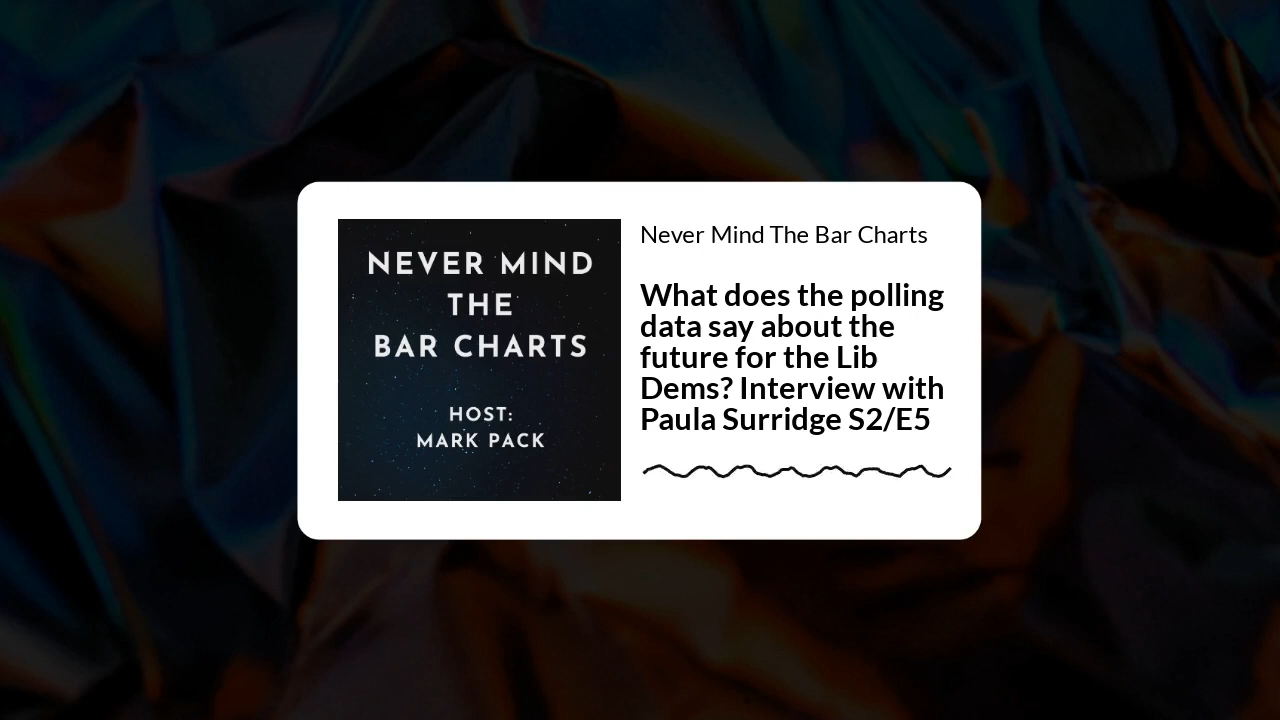 NEVER MIND
THE
BAR CHARTS
HOST:
MARK PACK
Never Mind The Bar Charts
What does the polling
data say about the
future for the Lib
Dems? Interview with
Paula Surridge S2/E5